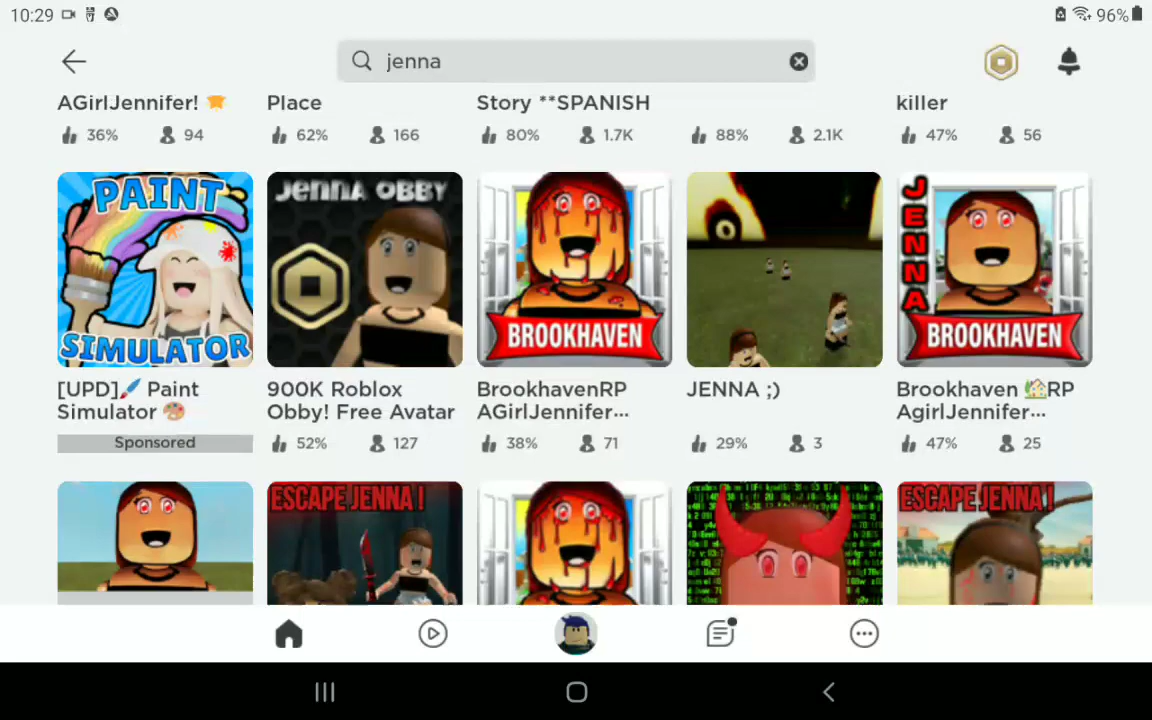 10:29
96%
jenna
AGirlJennifer!
Place
Story **SPANISH
killer
36% 94
62% 166
80% 1.7K
88% 2.1K
47% 56
PAINT
SIMULATOR
JENNA OBBY
BROOKHAVEN
JENNA
BROOKHAVEN
[UPD]🖌️ Paint
Simulator 🎨
Sponsored
900K Roblox
Obby! Free Avatar
52% 127
BrookhavenRP
AGirlJennifer...
38% 71
JENNA ;)
29% 3
Brookhaven 🏡RP
AgirlJennifer...
47% 25
ESCAPE JENNA !
ESCAPE JENNA !